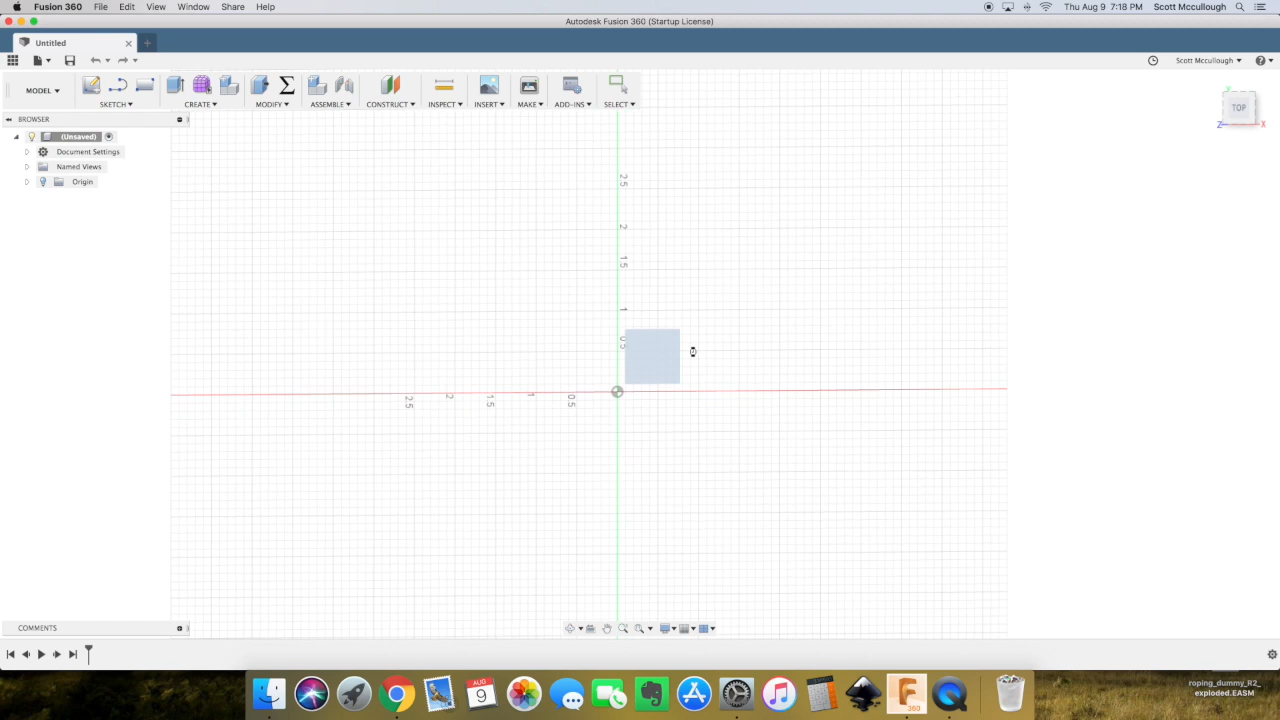 Fusion 360 File Edit View Window Share Help Thu Aug 9 7:18 PM Scott Mccullough
Autodesk Fusion 360 (Startup License)
Untitled
Scott Mccullough
MODEL
SKETCH CREATE MODIFY ASSEMBLE CONSTRUCT INSPECT INSERT MAKE ADD-INS SELECT
BROWSER
(Unsaved)
Document Settings
Named Views
Origin
TOP
Z X
2.5
2
1.5
1
0.5
2.5 2 1.5 1 0.5
COMMENTS
AUG
9
F
360
roping_dummy_R2_
exploded.EASM